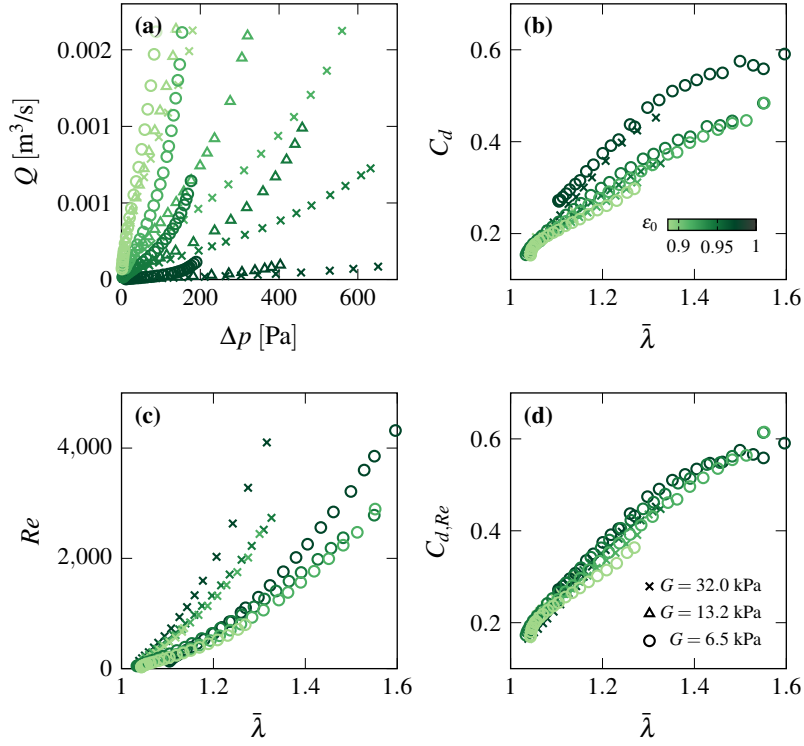 (a)
0.002
0.001
0.001
0
Q [m³/s]
0 200 400 600
Δp [Pa]
(b)
0.6
0.4
0.2
C_d
ε₀
0.9 0.95 1
1 1.2 1.4 1.6
λ̄
(c)
4,000
2,000
0
Re
1 1.2 1.4 1.6
λ̄
(d)
0.6
0.4
0.2
C_{d,Re}
× G = 32.0 kPa
△ G = 13.2 kPa
○ G = 6.5 kPa
1 1.2 1.4 1.6
λ̄